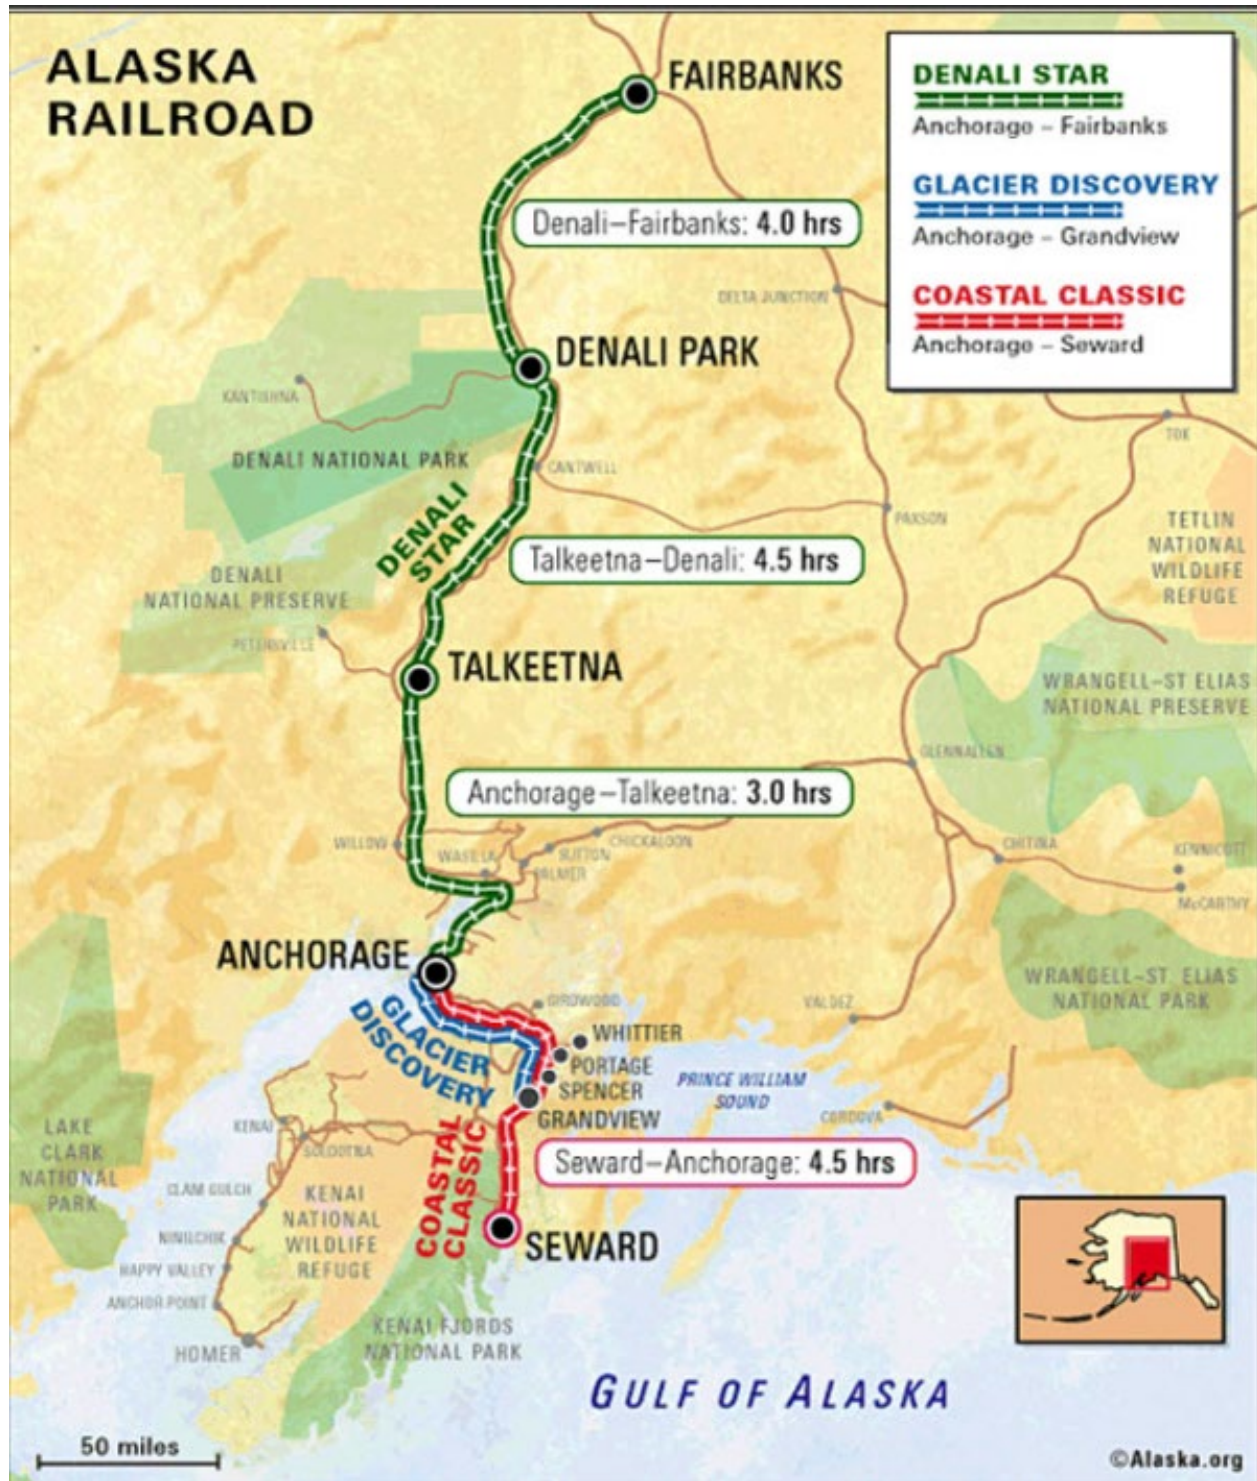 ALASKA
RAILROAD
FAIRBANKS
DENALI STAR
Anchorage – Fairbanks
GLACIER DISCOVERY
Anchorage – Grandview
COASTAL CLASSIC
Anchorage – Seward
Denali–Fairbanks: 4.0 hrs
DELTA JUNCTION
DENALI PARK
KANTISHNA
TOK
DENALI NATIONAL PARK
CANTWELL
DENALI
STAR
PAXSON
TETLIN
NATIONAL
WILDLIFE
REFUGE
Talkeetna–Denali: 4.5 hrs
DENALI
NATIONAL PRESERVE
PETERSVILLE
TALKEETNA
WRANGELL–ST ELIAS
NATIONAL PRESERVE
GLENNALLEN
Anchorage–Talkeetna: 3.0 hrs
WILLOW
WASILLA
SUTTON
CHICKALOON
PALMER
CHITINA
KENNICOTT
McCARTHY
ANCHORAGE
WRANGELL–ST ELIAS
NATIONAL PARK
GIRDWOOD
VALDEZ
GLACIER
DISCOVERY
WHITTIER
PORTAGE
SPENCER
GRANDVIEW
PRINCE WILLIAM
SOUND
CORDOVA
LAKE
CLARK
NATIONAL
PARK
KENAI
SOLDOTNA
COASTAL
CLASSIC
Seward–Anchorage: 4.5 hrs
CLAM GULCH
KENAI
NATIONAL
WILDLIFE
REFUGE
NINILCHIK
SEWARD
HAPPY VALLEY
ANCHOR POINT
HOMER
KENAI FJORDS
NATIONAL PARK
GULF OF ALASKA
50 miles
©Alaska.org